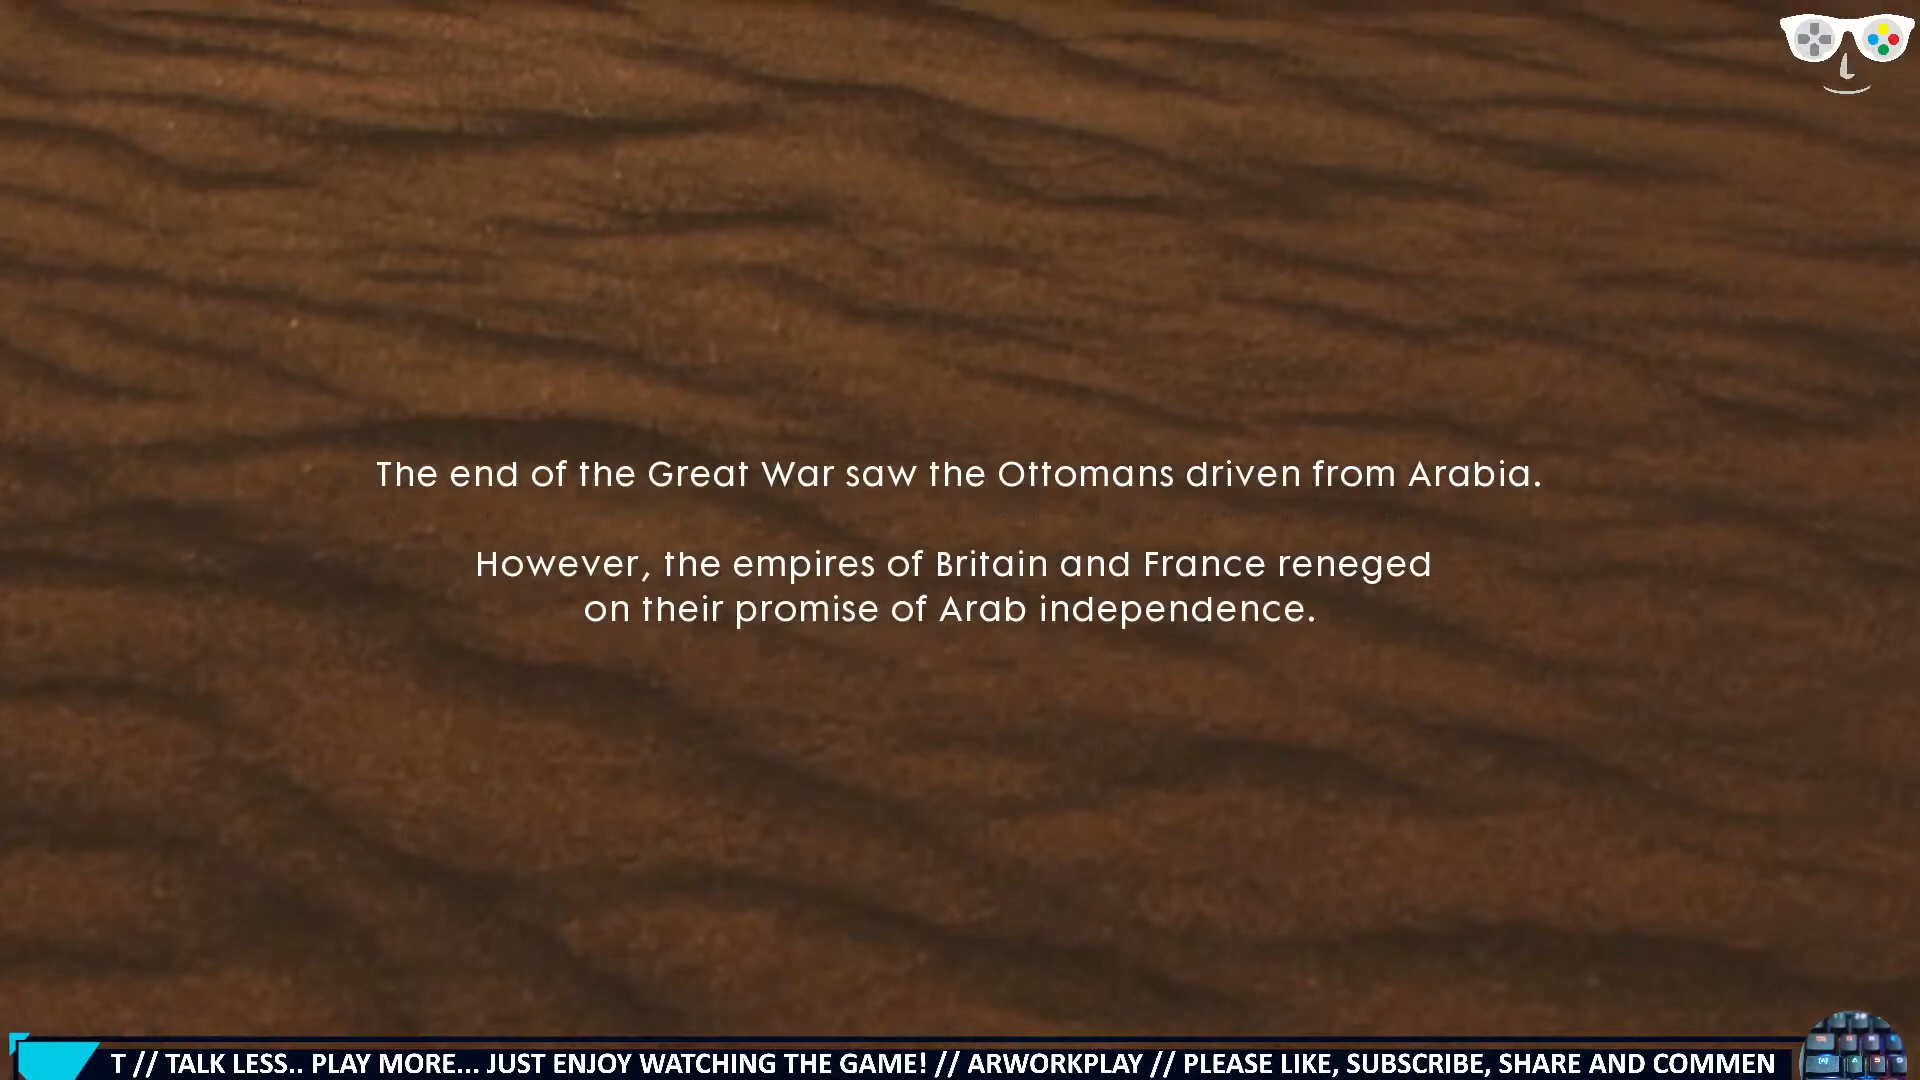 The end of the Great War saw the Ottomans driven from Arabia.
However, the empires of Britain and France reneged
on their promise of Arab independence.
T // TALK LESS.. PLAY MORE... JUST ENJOY WATCHING THE GAME! // ARWORKPLAY // PLEASE LIKE, SUBSCRIBE, SHARE AND COMMEN